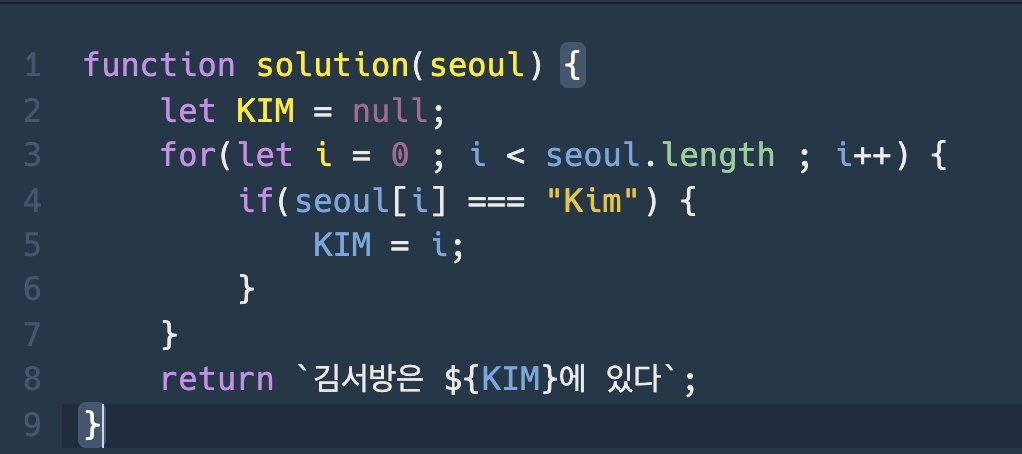 1 function solution(seoul) {
2 let KIM = null;
3 for(let i = 0 ; i < seoul.length ; i++) {
4 if(seoul[i] === "Kim") {
5 KIM = i;
6 }
7 }
8 return `김서방은 ${KIM}에 있다`;
9 }